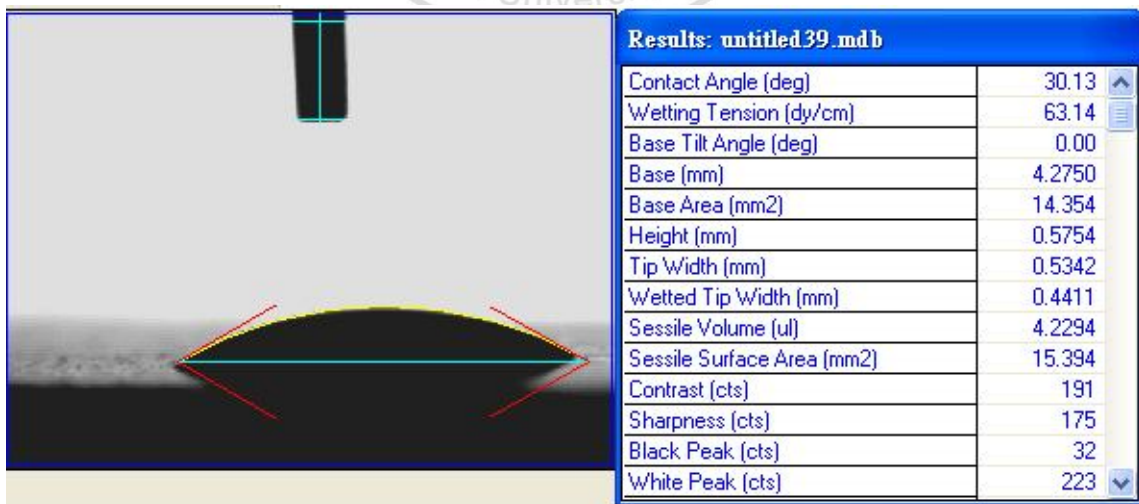 Results: untitled39.mdb
Contact Angle (deg) 30.13
Wetting Tension (dy/cm) 63.14
Base Tilt Angle (deg) 0.00
Base (mm) 4.2750
Base Area (mm2) 14.354
Height (mm) 0.5754
Tip Width (mm) 0.5342
Wetted Tip Width (mm) 0.4411
Sessile Volume (ul) 4.2294
Sessile Surface Area (mm2) 15.394
Contrast (cts) 191
Sharpness (cts) 175
Black Peak (cts) 32
White Peak (cts) 223